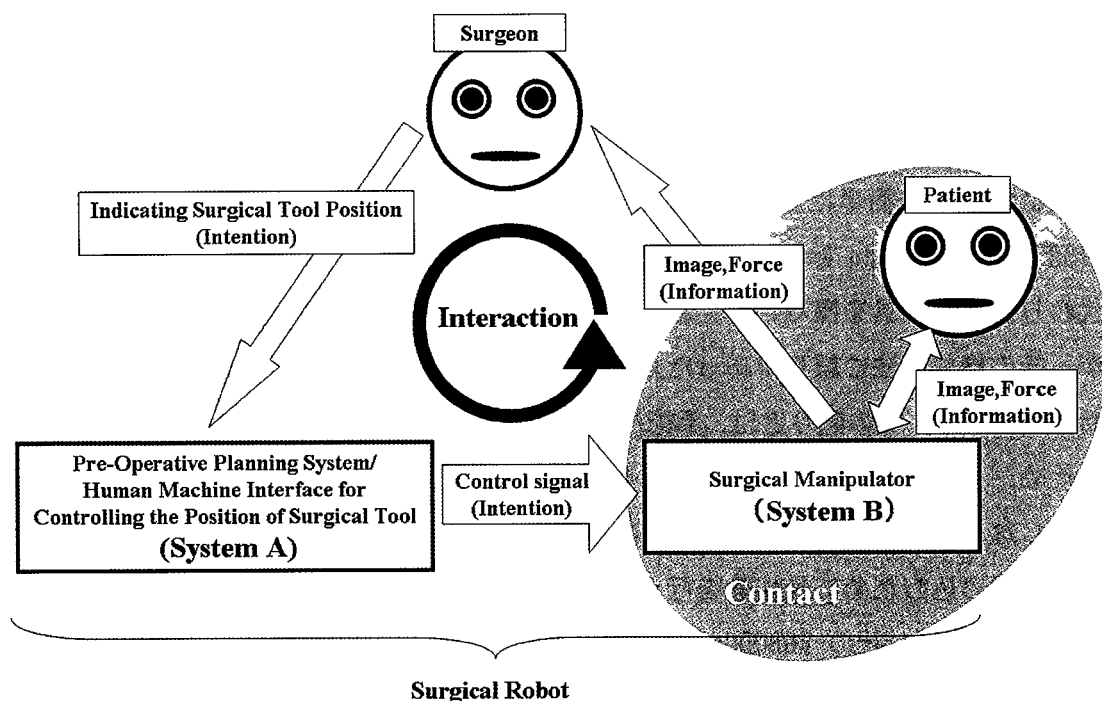 Surgeon
Indicating Surgical Tool Position
(Intention)
Patient
Image,Force
(Information)
Interaction
Image,Force
(Information)
Pre-Operative Planning System/
Human Machine Interface for
Controlling the Position of Surgical Tool
(System A)
Control signal
(Intention)
Surgical Manipulator
(System B)
Contact
Surgical Robot